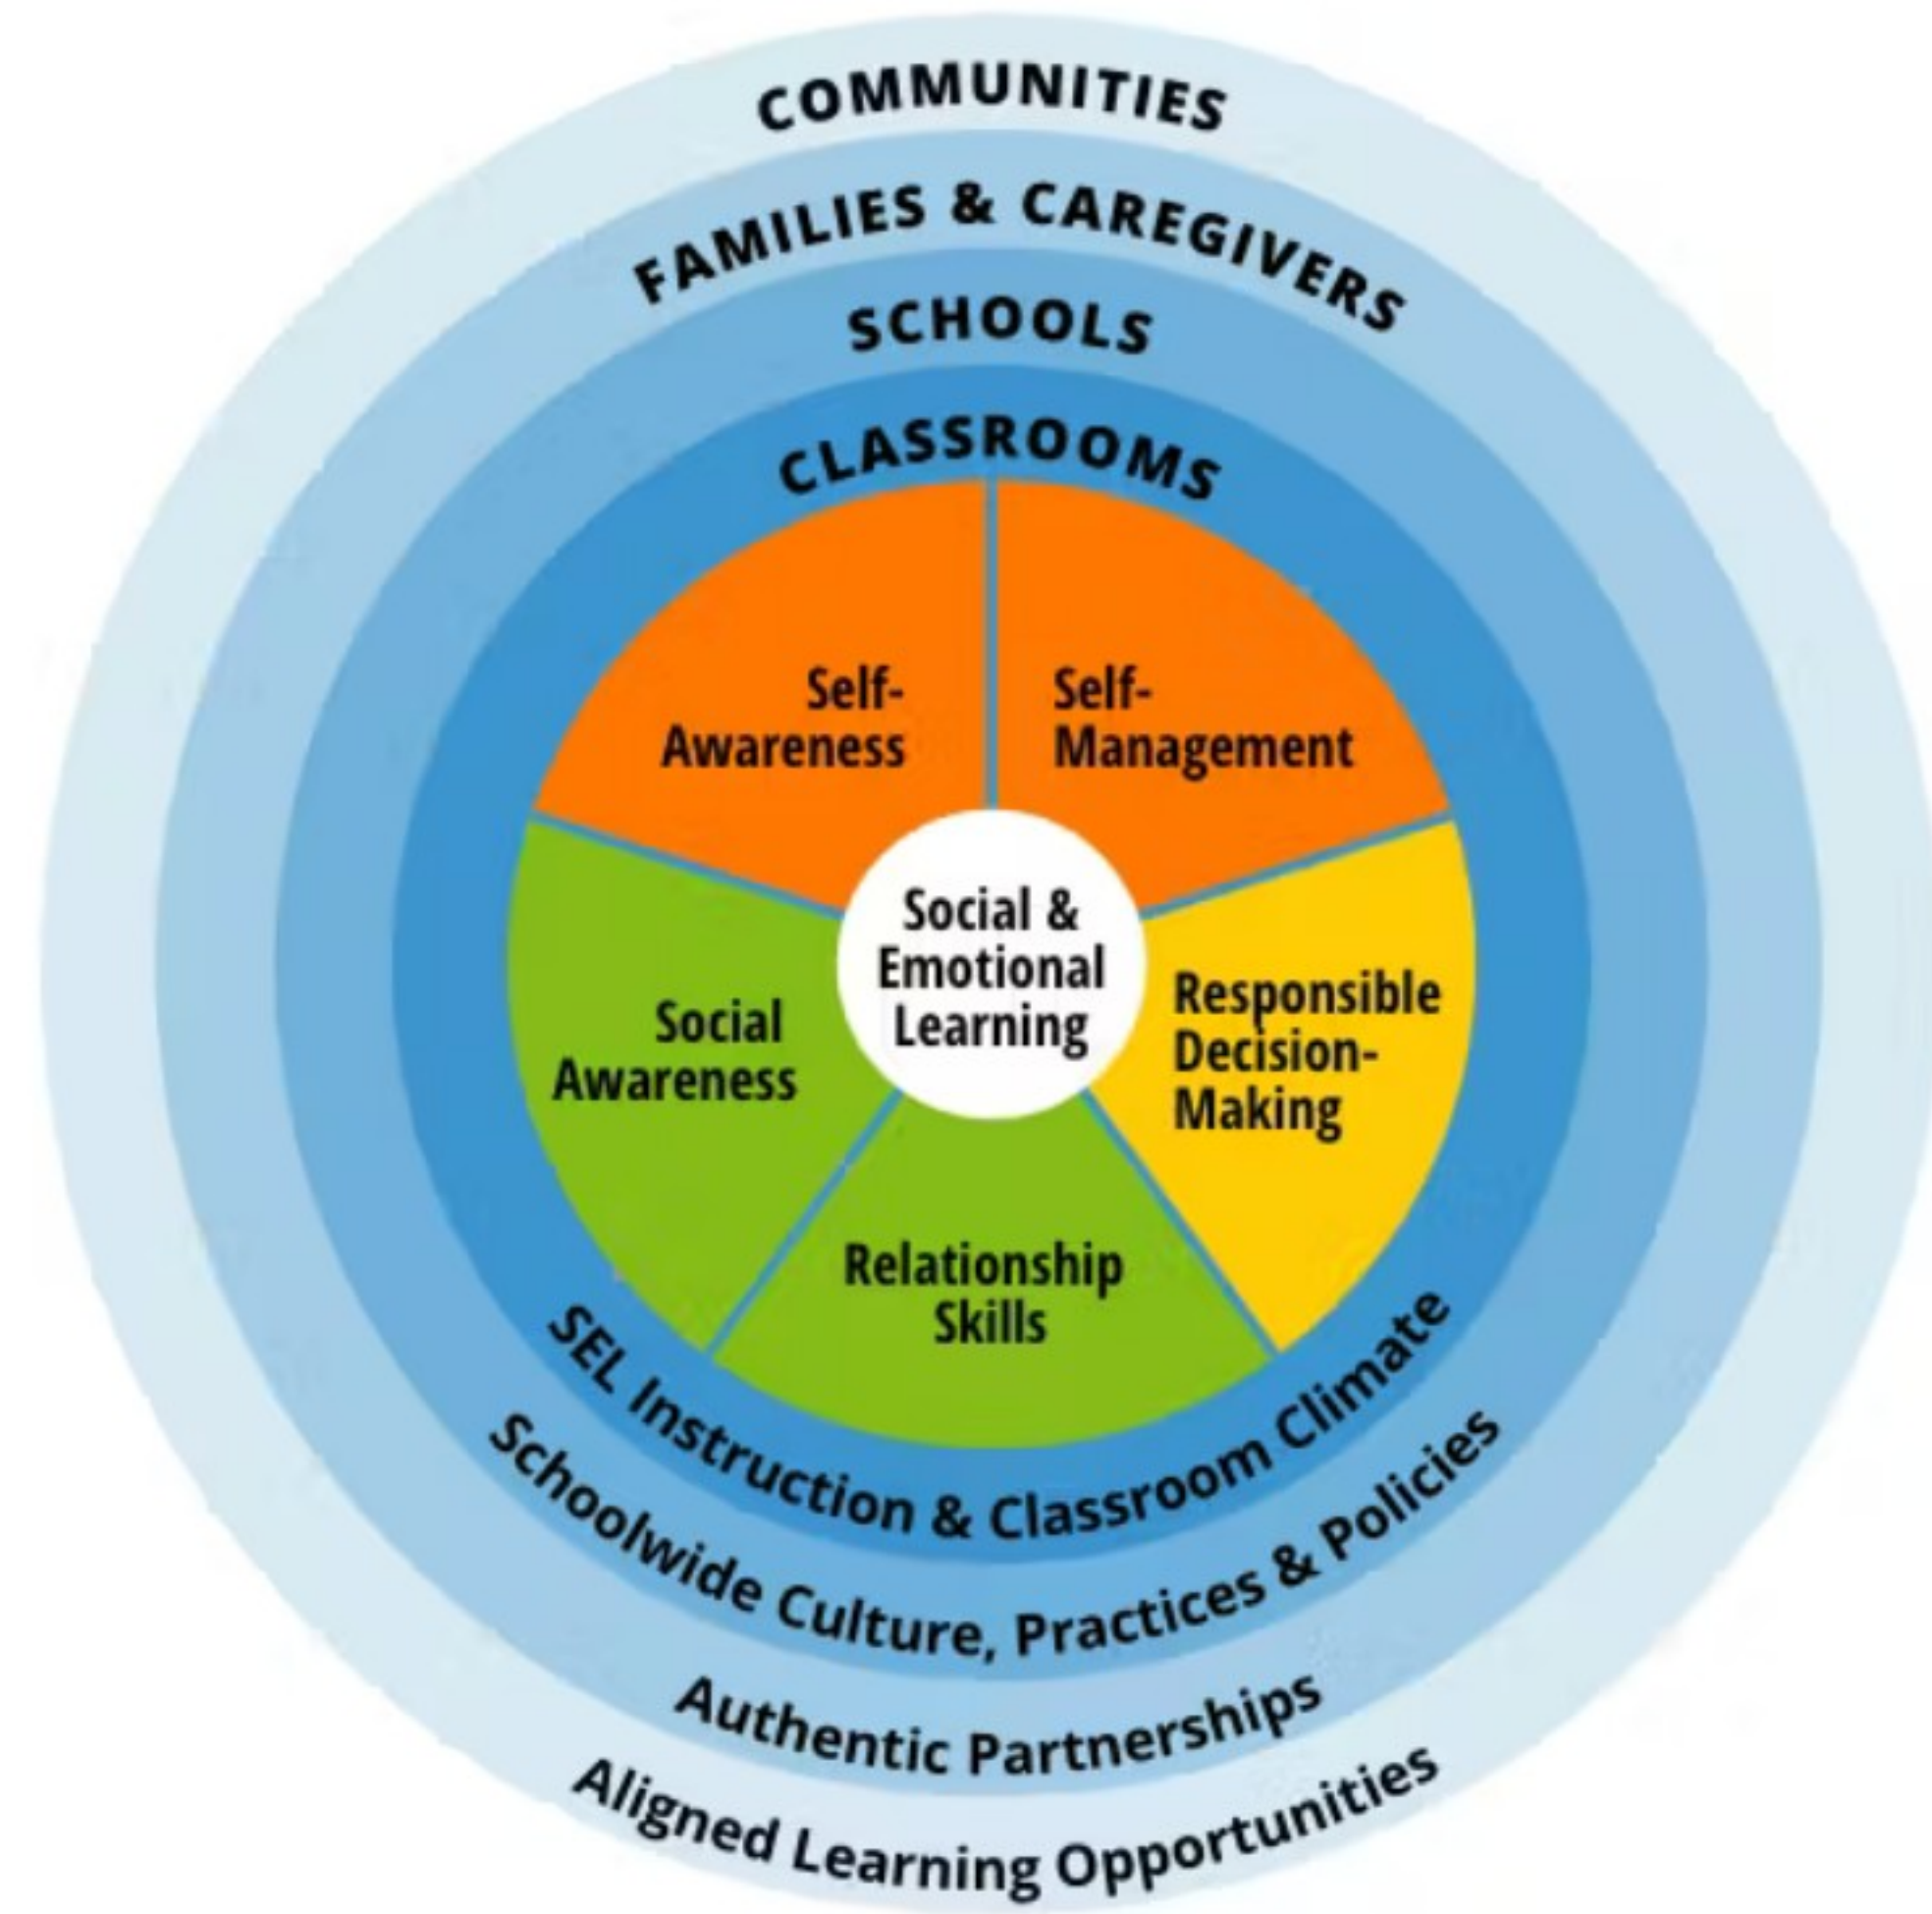 COMMUNITIES
FAMILIES & CAREGIVERS
SCHOOLS
CLASSROOMS
Self-
Awareness
Self-
Management
Social &
Emotional
Learning
Social
Awareness
Responsible
Decision-
Making
Relationship
Skills
SEL Instruction & Classroom Climate
Schoolwide Culture, Practices & Policies
Authentic Partnerships
Aligned Learning Opportunities